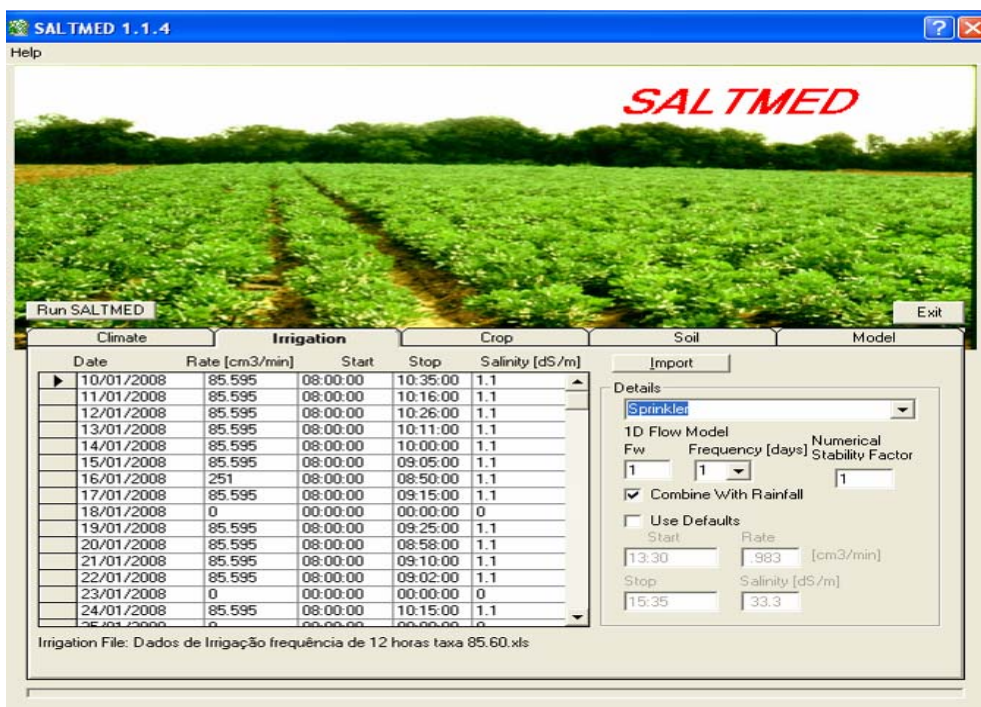 SALTMED 1.1.4
Help
SALTMED
Run SALTMED
Exit
Climate Irrigation Crop Soil Model
Date Rate [cm3/min] Start Stop Salinity [dS/m]
10/01/2008 85.595 08:00:00 10:35:00 1.1
11/01/2008 85.595 08:00:00 10:16:00 1.1
12/01/2008 85.595 08:00:00 10:26:00 1.1
13/01/2008 85.595 08:00:00 10:11:00 1.1
14/01/2008 85.595 08:00:00 10:00:00 1.1
15/01/2008 85.595 08:00:00 09:05:00 1.1
16/01/2008 251 08:00:00 08:50:00 1.1
17/01/2008 85.595 08:00:00 09:15:00 1.1
18/01/2008 0 00:00:00 00:00:00 0
19/01/2008 85.595 08:00:00 09:25:00 1.1
20/01/2008 85.595 08:00:00 08:58:00 1.1
21/01/2008 85.595 08:00:00 09:10:00 1.1
22/01/2008 85.595 08:00:00 09:02:00 1.1
23/01/2008 0 00:00:00 00:00:00 0
24/01/2008 85.595 08:00:00 10:15:00 1.1
Import
Details
Sprinkler
1D Flow Model
Fw Frequency [days] Numerical
Stability Factor
1 1 1
Combine With Rainfall
Use Defaults
Start Rate
13:30 .983 [cm3/min]
Stop Salinity [dS/m]
15:35 33.3
Irrigation File: Dados de Irrigação frequência de 12 horas taxa 85.60.xls